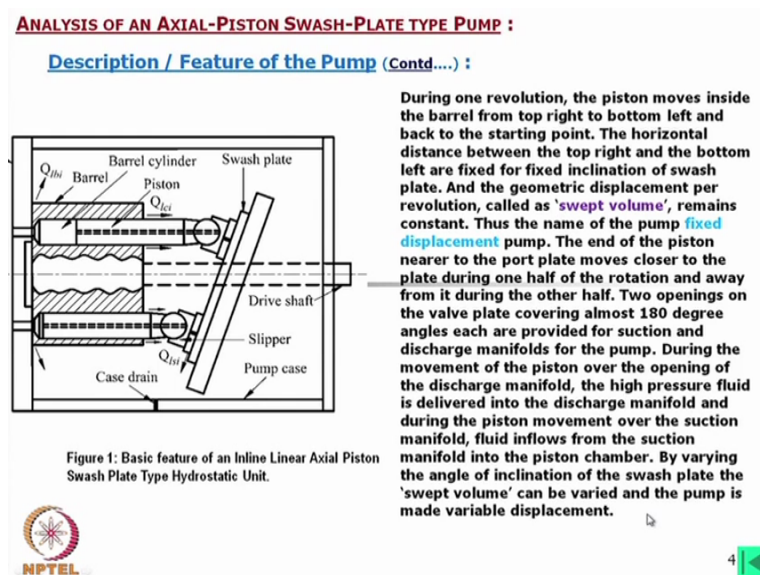 ANALYSIS OF AN AXIAL-PISTON SWASH-PLATE TYPE PUMP :
Description / Feature of the Pump (Contd....) :
During one revolution, the piston moves inside
the barrel from top right to bottom left and
back to the starting point. The horizontal
distance between the top right and the bottom
left are fixed for fixed inclination of swash
plate. And the geometric displacement per
revolution, called as ‘swept volume’, remains
constant. Thus the name of the pump fixed
displacement pump. The end of the piston
nearer to the port plate moves closer to the
plate during one half of the rotation and away
from it during the other half. Two openings on
the valve plate covering almost 180 degree
angles each are provided for suction and
discharge manifolds for the pump. During the
movement of the piston over the opening of
the discharge manifold, the high pressure fluid
is delivered into the discharge manifold and
during the piston movement over the suction
manifold, fluid inflows from the suction
manifold into the piston chamber. By varying
the angle of inclination of the swash plate the
‘swept volume’ can be varied and the pump is
made variable displacement.
Barrel cylinder
Swash plate
Qlbi
Barrel
Piston
Qlci
Drive shaft
Slipper
Qlsi
Case drain
Pump case
Figure 1: Basic feature of an Inline Linear Axial Piston
Swash Plate Type Hydrostatic Unit.
NPTEL
4